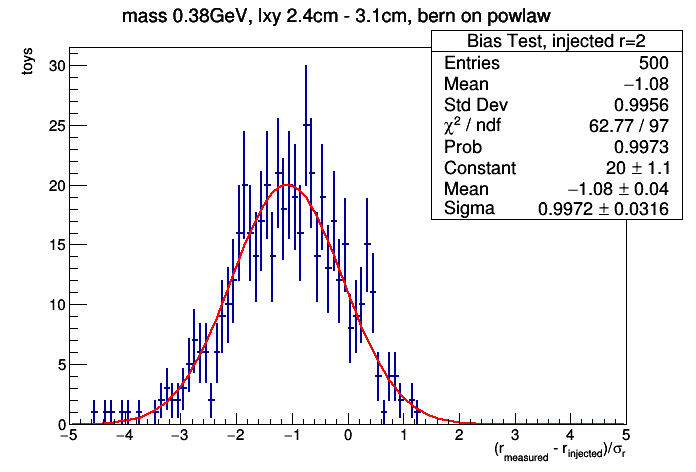 mass 0.38GeV, lxy 2.4cm - 3.1cm, bern on powlaw
Bias Test, injected r=2
Entries 500
Mean −1.08
Std Dev 0.9956
χ² / ndf 62.77 / 97
Prob 0.9973
Constant 20 ± 1.1
Mean −1.08 ± 0.04
Sigma 0.9972 ± 0.0316
toys
30
25
20
15
10
5
0
−5 −4 −3 −2 −1 0 1 2 3 4 5
(r_measured - r_injected)/σ_r